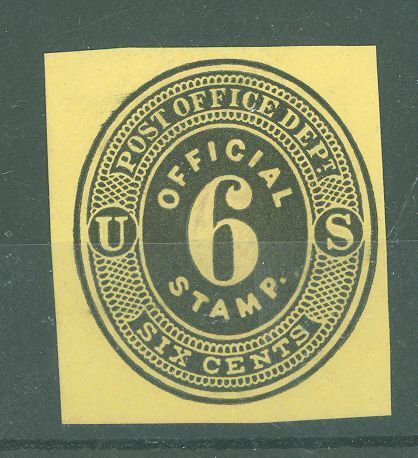 POST OFFICE DEPT.
OFFICIAL
6
U S
STAMP.
SIX CENTS